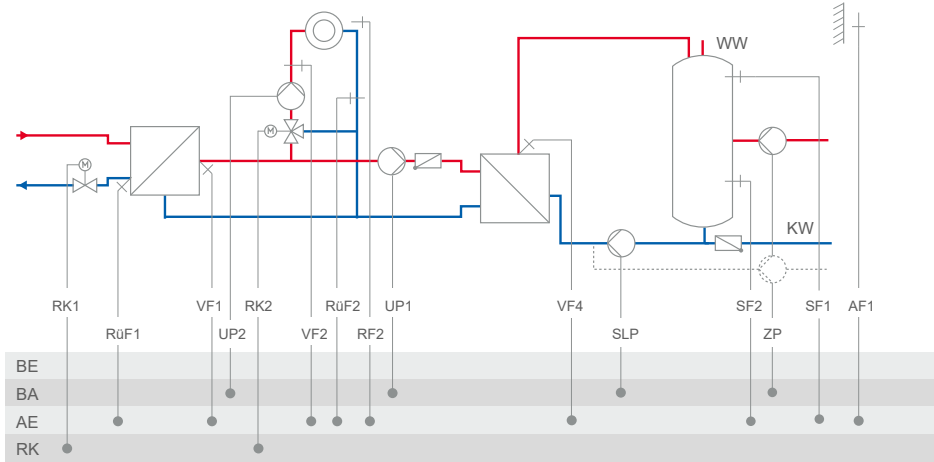 WW
M
M
KW
RK1 VF1 RK2 RüF2 UP1 VF4 SF2 SF1 AF1
RüF1 UP2 VF2 RF2 SLP ZP
BE
BA
AE
RK